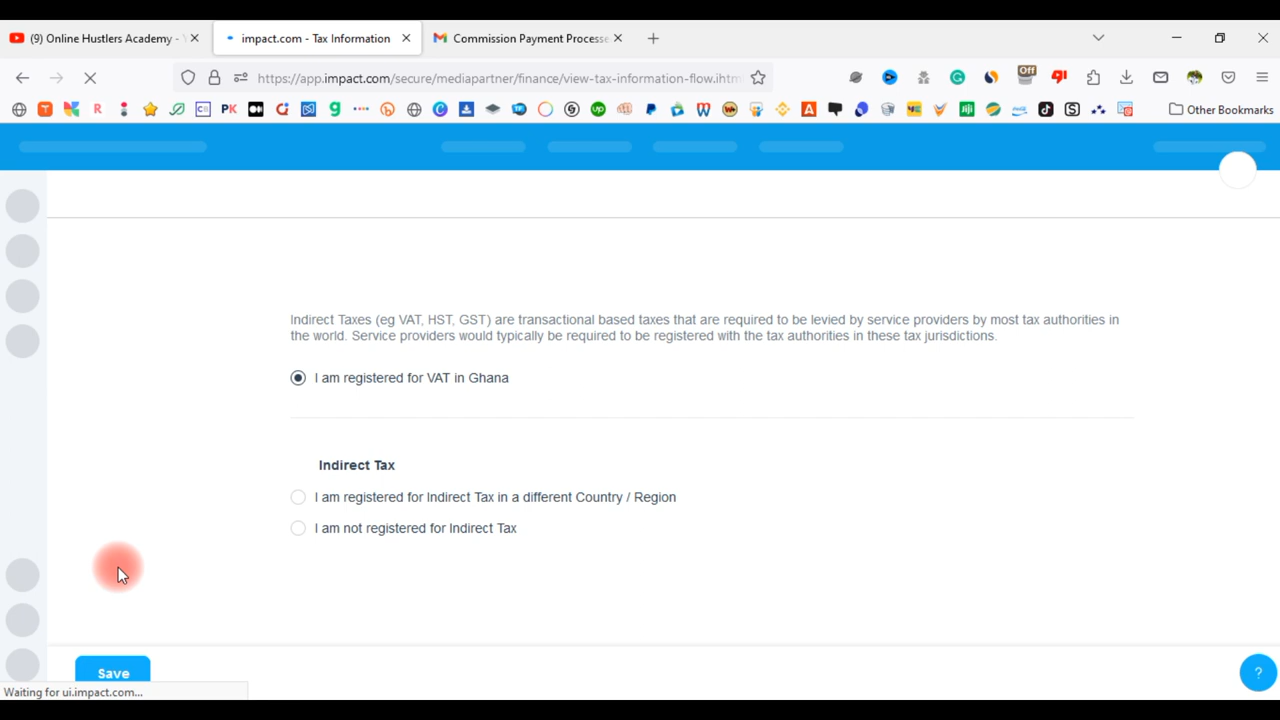 (9) Online Hustlers Academy -
impact.com - Tax Information
Commission Payment Processe
https://app.impact.com/secure/mediapartner/finance/view-tax-information-flow.ihtm
Off
PK
Other Bookmarks
Indirect Taxes (eg VAT, HST, GST) are transactional based taxes that are required to be levied by service providers by most tax authorities in
the world. Service providers would typically be required to be registered with the tax authorities in these tax jurisdictions.
I am registered for VAT in Ghana
Indirect Tax
I am registered for Indirect Tax in a different Country / Region
I am not registered for Indirect Tax
Save
?
Waiting for ui.impact.com...